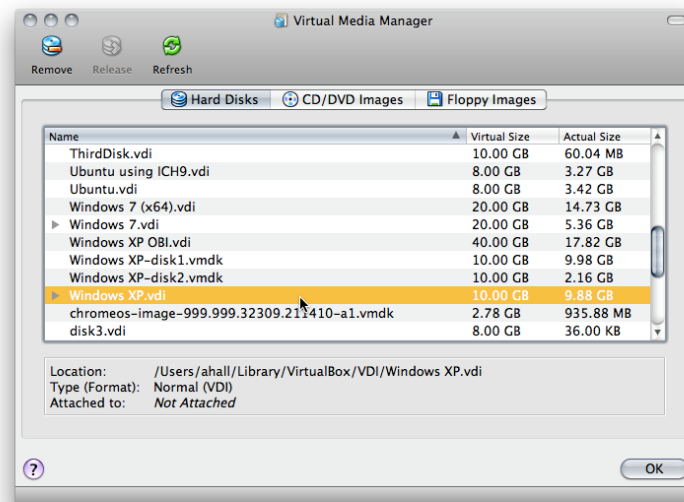 Virtual Media Manager
Remove Release Refresh
Hard Disks CD/DVD Images Floppy Images
Name Virtual Size Actual Size
ThirdDisk.vdi 10.00 GB 60.04 MB
Ubuntu using ICH9.vdi 8.00 GB 3.27 GB
Ubuntu.vdi 8.00 GB 3.42 GB
Windows 7 (x64).vdi 20.00 GB 14.73 GB
Windows 7.vdi 20.00 GB 5.36 GB
Windows XP OBI.vdi 40.00 GB 17.82 GB
Windows XP-disk1.vmdk 10.00 GB 9.98 GB
Windows XP-disk2.vmdk 10.00 GB 2.16 GB
Windows XP.vdi 10.00 GB 9.88 GB
chromeos-image-999.999.32309.211410-a1.vmdk 2.78 GB 935.88 MB
disk3.vdi 8.00 GB 36.00 KB
Location: /Users/ahall/Library/VirtualBox/VDI/Windows XP.vdi
Type (Format): Normal (VDI)
Attached to: Not Attached
? OK